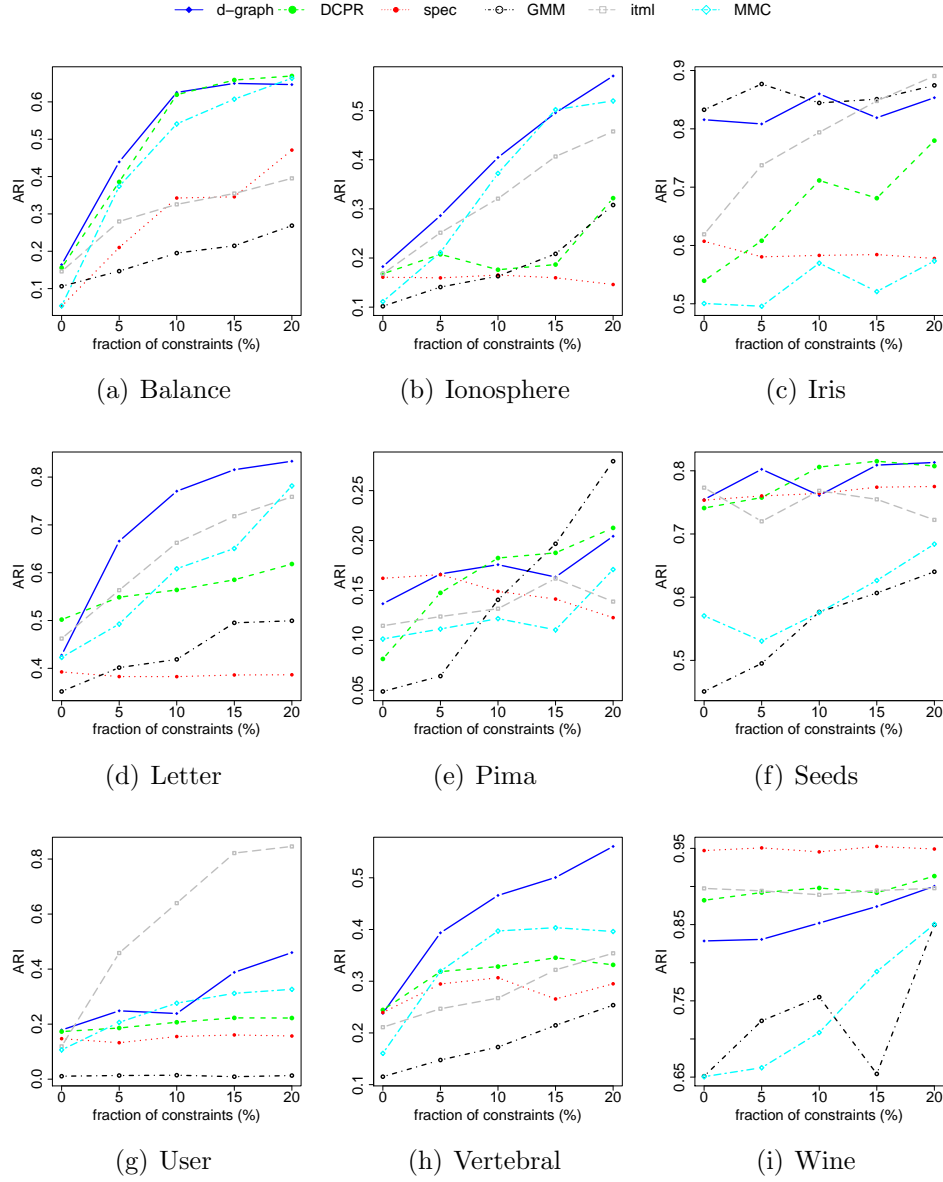 d-graph DCPR spec GMM itml MMC
ARI
0.1 0.2 0.3 0.4 0.5 0.6
0 5 10 15 20
fraction of constraints (%)
(a) Balance
ARI
0.1 0.2 0.3 0.4 0.5
0 5 10 15 20
fraction of constraints (%)
(b) Ionosphere
ARI
0.5 0.6 0.7 0.8 0.9
0 5 10 15 20
fraction of constraints (%)
(c) Iris
ARI
0.4 0.5 0.6 0.7 0.8
0 5 10 15 20
fraction of constraints (%)
(d) Letter
ARI
0.05 0.10 0.15 0.20 0.25
0 5 10 15 20
fraction of constraints (%)
(e) Pima
ARI
0.5 0.6 0.7 0.8
0 5 10 15 20
fraction of constraints (%)
(f) Seeds
ARI
0.0 0.2 0.4 0.6 0.8
0 5 10 15 20
fraction of constraints (%)
(g) User
ARI
0.1 0.2 0.3 0.4 0.5
0 5 10 15 20
fraction of constraints (%)
(h) Vertebral
ARI
0.65 0.75 0.85 0.95
0 5 10 15 20
fraction of constraints (%)
(i) Wine